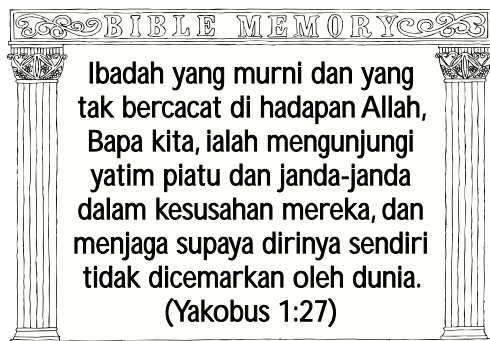 BIBLE MEMORY
Ibadah yang murni dan yang
tak bercacat di hadapan Allah,
Bapa kita, ialah mengunjungi
yatim piatu dan janda-janda
dalam kesusahan mereka, dan
menjaga supaya dirinya sendiri
tidak dicemarkan oleh dunia.
(Yakobus 1:27)